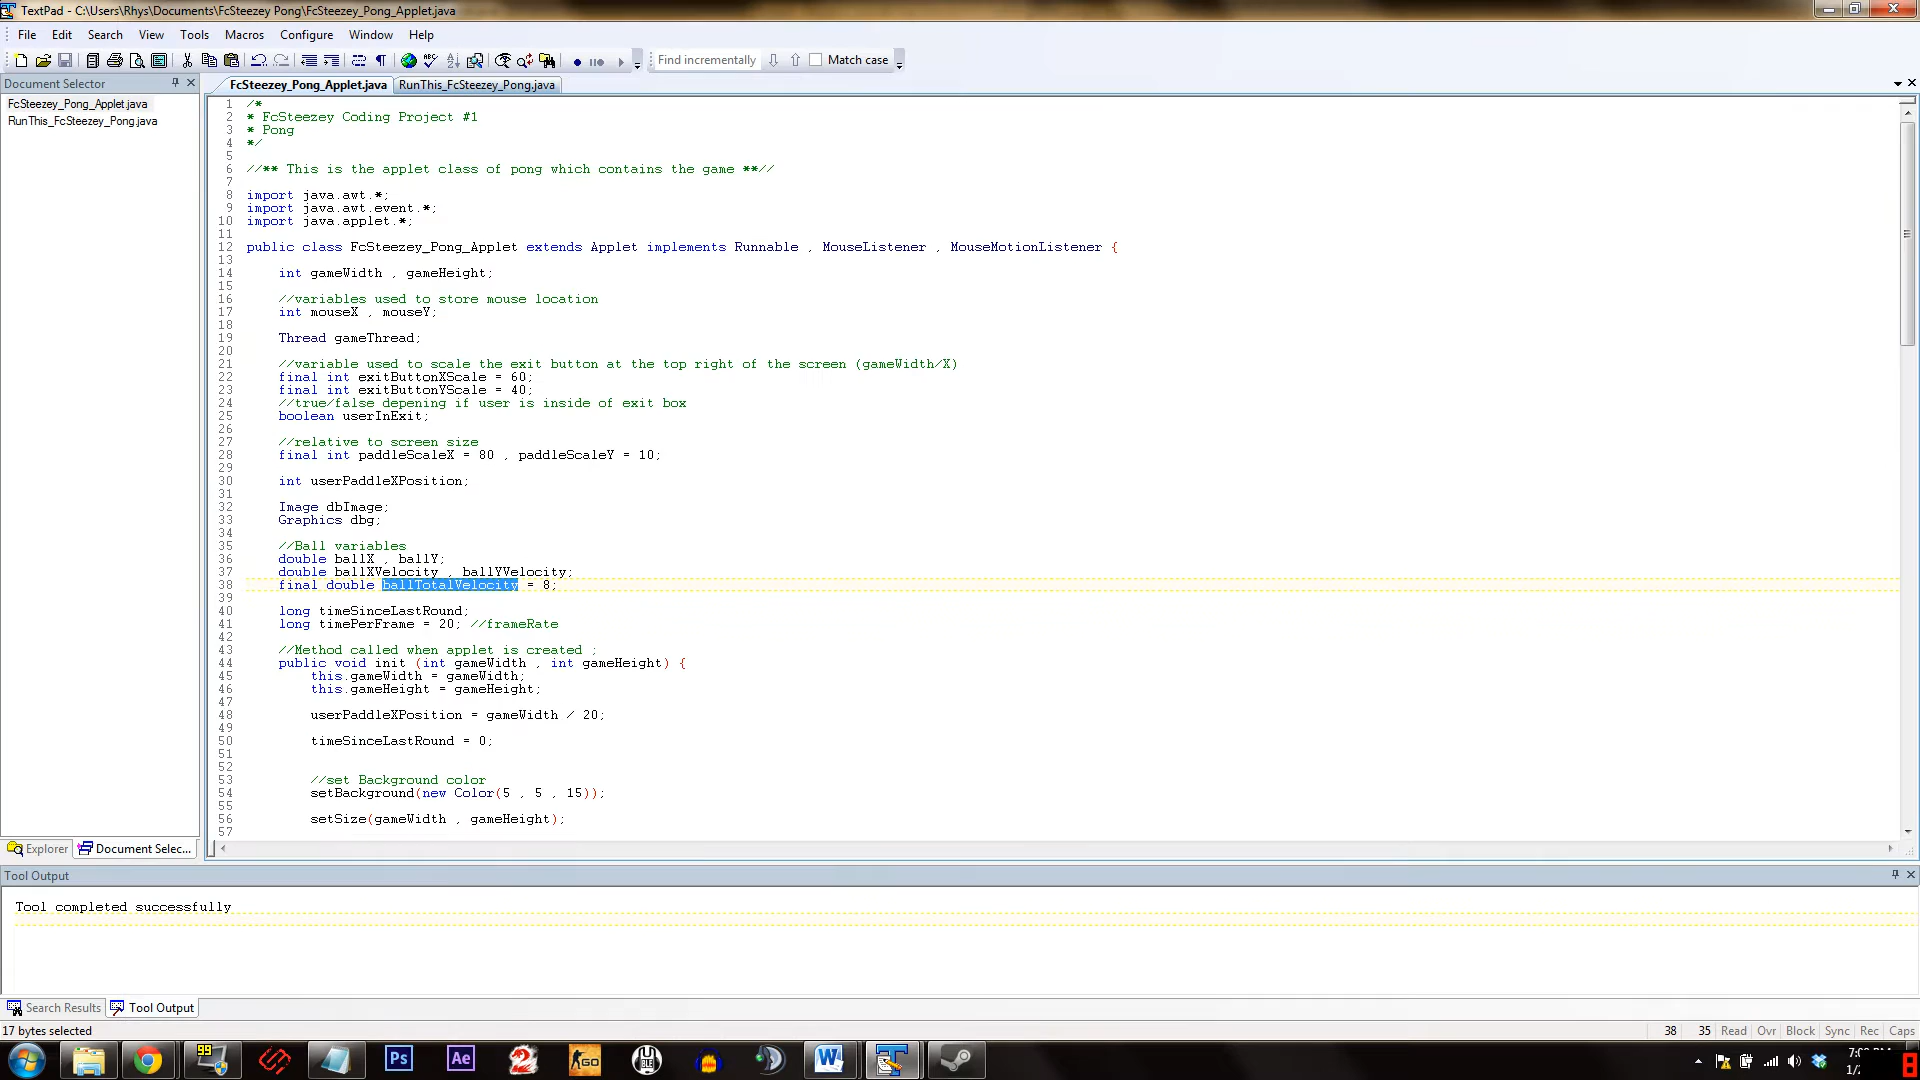 TextPad - C:\Users\Rhys\Documents\FcSteezey Pong\FcSteezey_Pong_Applet.java
File Edit Search View Tools Macros Configure Window Help
Find incrementally Match case
Document Selector
FcSteezey_Pong_Applet.java RunThis_FcSteezey_Pong.java
FcSteezey_Pong_Applet.java
RunThis_FcSteezey_Pong.java
1 /*
2 * FcSteezey Coding Project #1
3 * Pong
4 */
5
6 //** This is the applet class of pong which contains the game **//
7
8 import java.awt.*;
9 import java.awt.event.*;
10 import java.applet.*;
11
12 public class FcSteezey_Pong_Applet extends Applet implements Runnable , MouseListener , MouseMotionListener {
13
14 int gameWidth , gameHeight;
15
16 //variables used to store mouse location
17 int mouseX , mouseY;
18
19 Thread gameThread;
20
21 //variable used to scale the exit button at the top right of the screen (gameWidth/X)
22 final int exitButtonXScale = 60;
23 final int exitButtonYScale = 40;
24 //true/false depening if user is inside of exit box
25 boolean userInExit;
26
27 //relative to screen size
28 final int paddleScaleX = 80 , paddleScaleY = 10;
29
30 int userPaddleXPosition;
31
32 Image dbImage;
33 Graphics dbg;
34
35 //Ball variables
36 double ballX , ballY;
37 double ballXVelocity , ballYVelocity;
38 final double ballTotalVelocity = 8;
39
40 long timeSinceLastRound;
41 long timePerFrame = 20; //frameRate
42
43 //Method called when applet is created ;
44 public void init (int gameWidth , int gameHeight) {
45 this.gameWidth = gameWidth;
46 this.gameHeight = gameHeight;
47
48 userPaddleXPosition = gameWidth / 20;
49
50 timeSinceLastRound = 0;
51
52
53 //set Background color
54 setBackground(new Color(5 , 5 , 15));
55
56 setSize(gameWidth , gameHeight);
57
Explorer Document Selec...
Tool Output
Tool completed successfully
Search Results Tool Output
17 bytes selected 38 35 Read Ovr Block Sync Rec Caps
99 Ps Ae 2 GO W